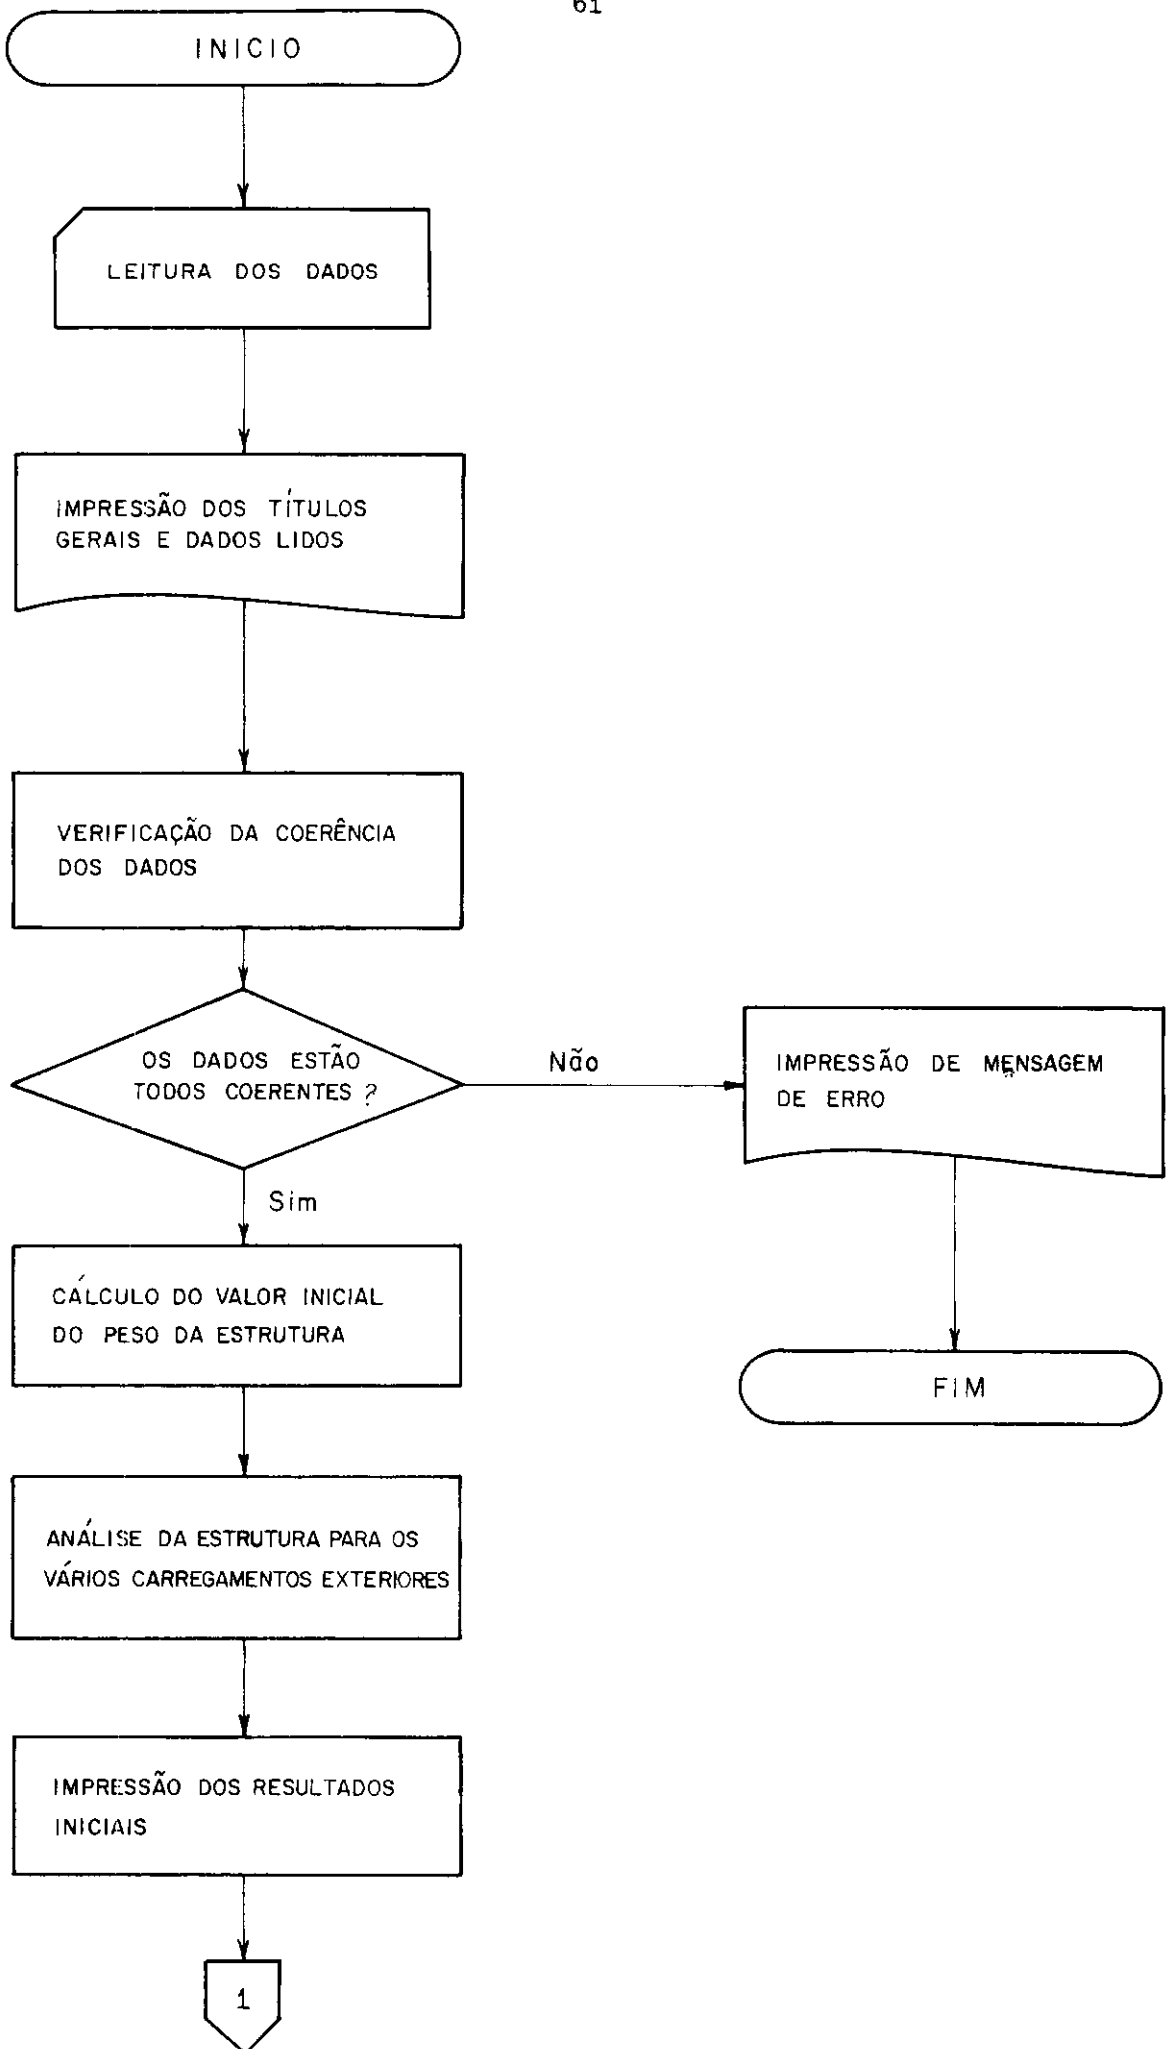 61
INICIO
LEITURA DOS DADOS
IMPRESSÃO DOS TÍTULOS
GERAIS E DADOS LIDOS
VERIFICAÇÃO DA COERÊNCIA
DOS DADOS
OS DADOS ESTÃO
TODOS COERENTES ?
Não
IMPRESSÃO DE MENSAGEM
DE ERRO
Sim
CÁLCULO DO VALOR INICIAL
DO PESO DA ESTRUTURA
FIM
ANÁLISE DA ESTRUTURA PARA OS
VÁRIOS CARREGAMENTOS EXTERIORES
IMPRESSÃO DOS RESULTADOS
INICIAIS
1